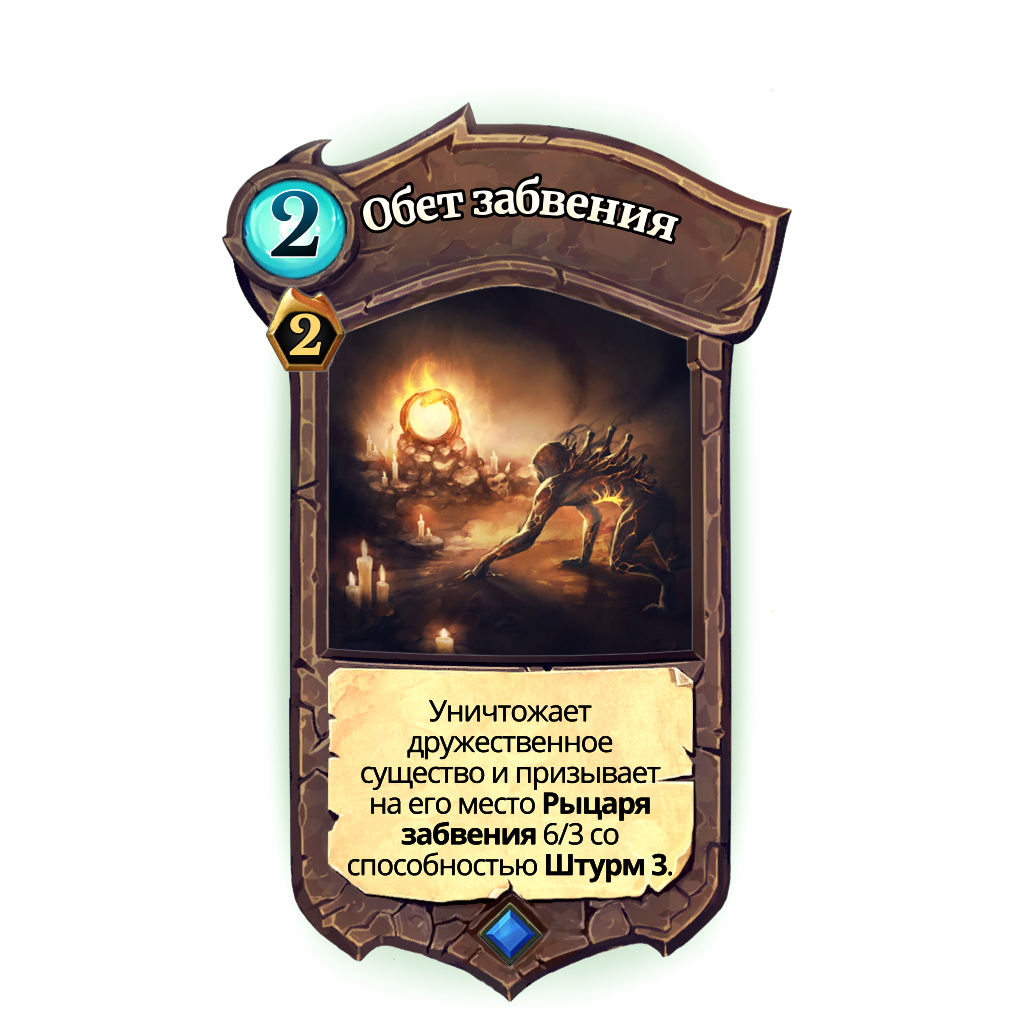 2
Обет забвения
2
Уничтожает
дружественное
существо и призывает
на его место Рыцаря
забвения 6/3 со
способностью Штурм 3.